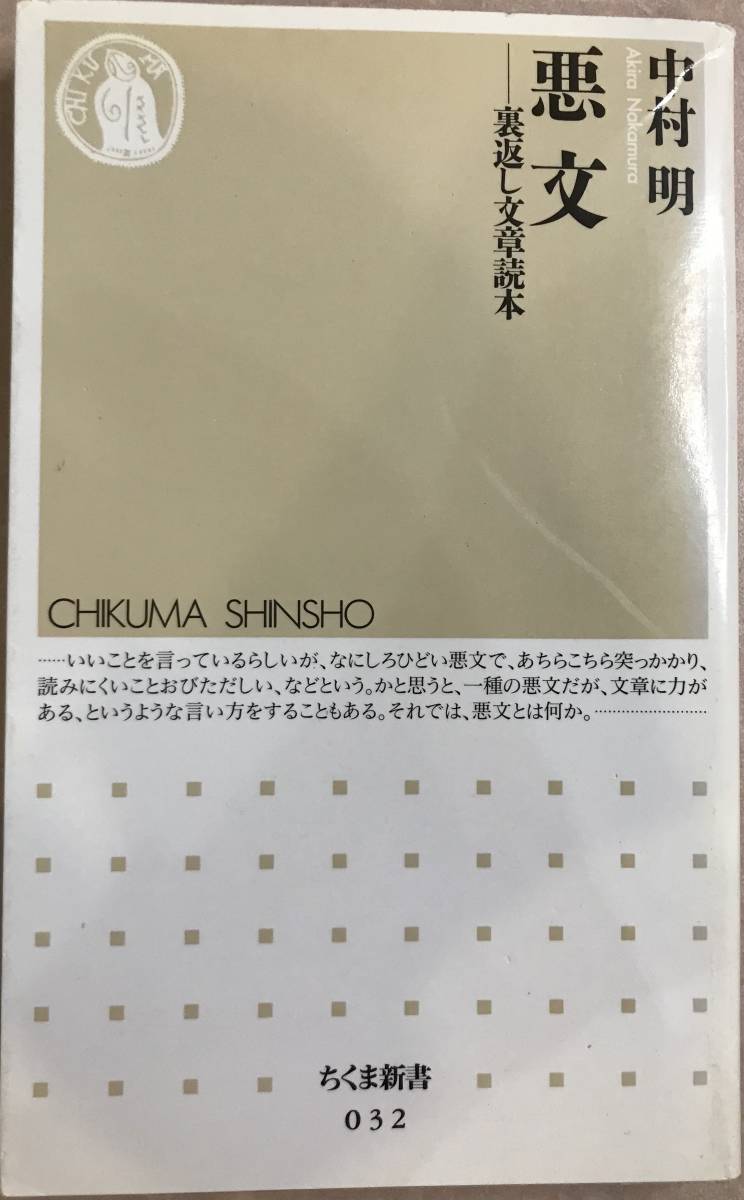 中村 明
Akira Nakamura
悪文
──裏返し文章読本
CHIKUMA
CHIKUMA SHINSHO
……いいことを言っているらしいが、なにしろひどい悪文で、あちらこちら突っかかり、
読みにくいことおびただしい、などという。かと思うと、一種の悪文だが、文章に力が
ある、というような言い方をすることもある。それでは、悪文とは何か。……………………
ちくま新書
032